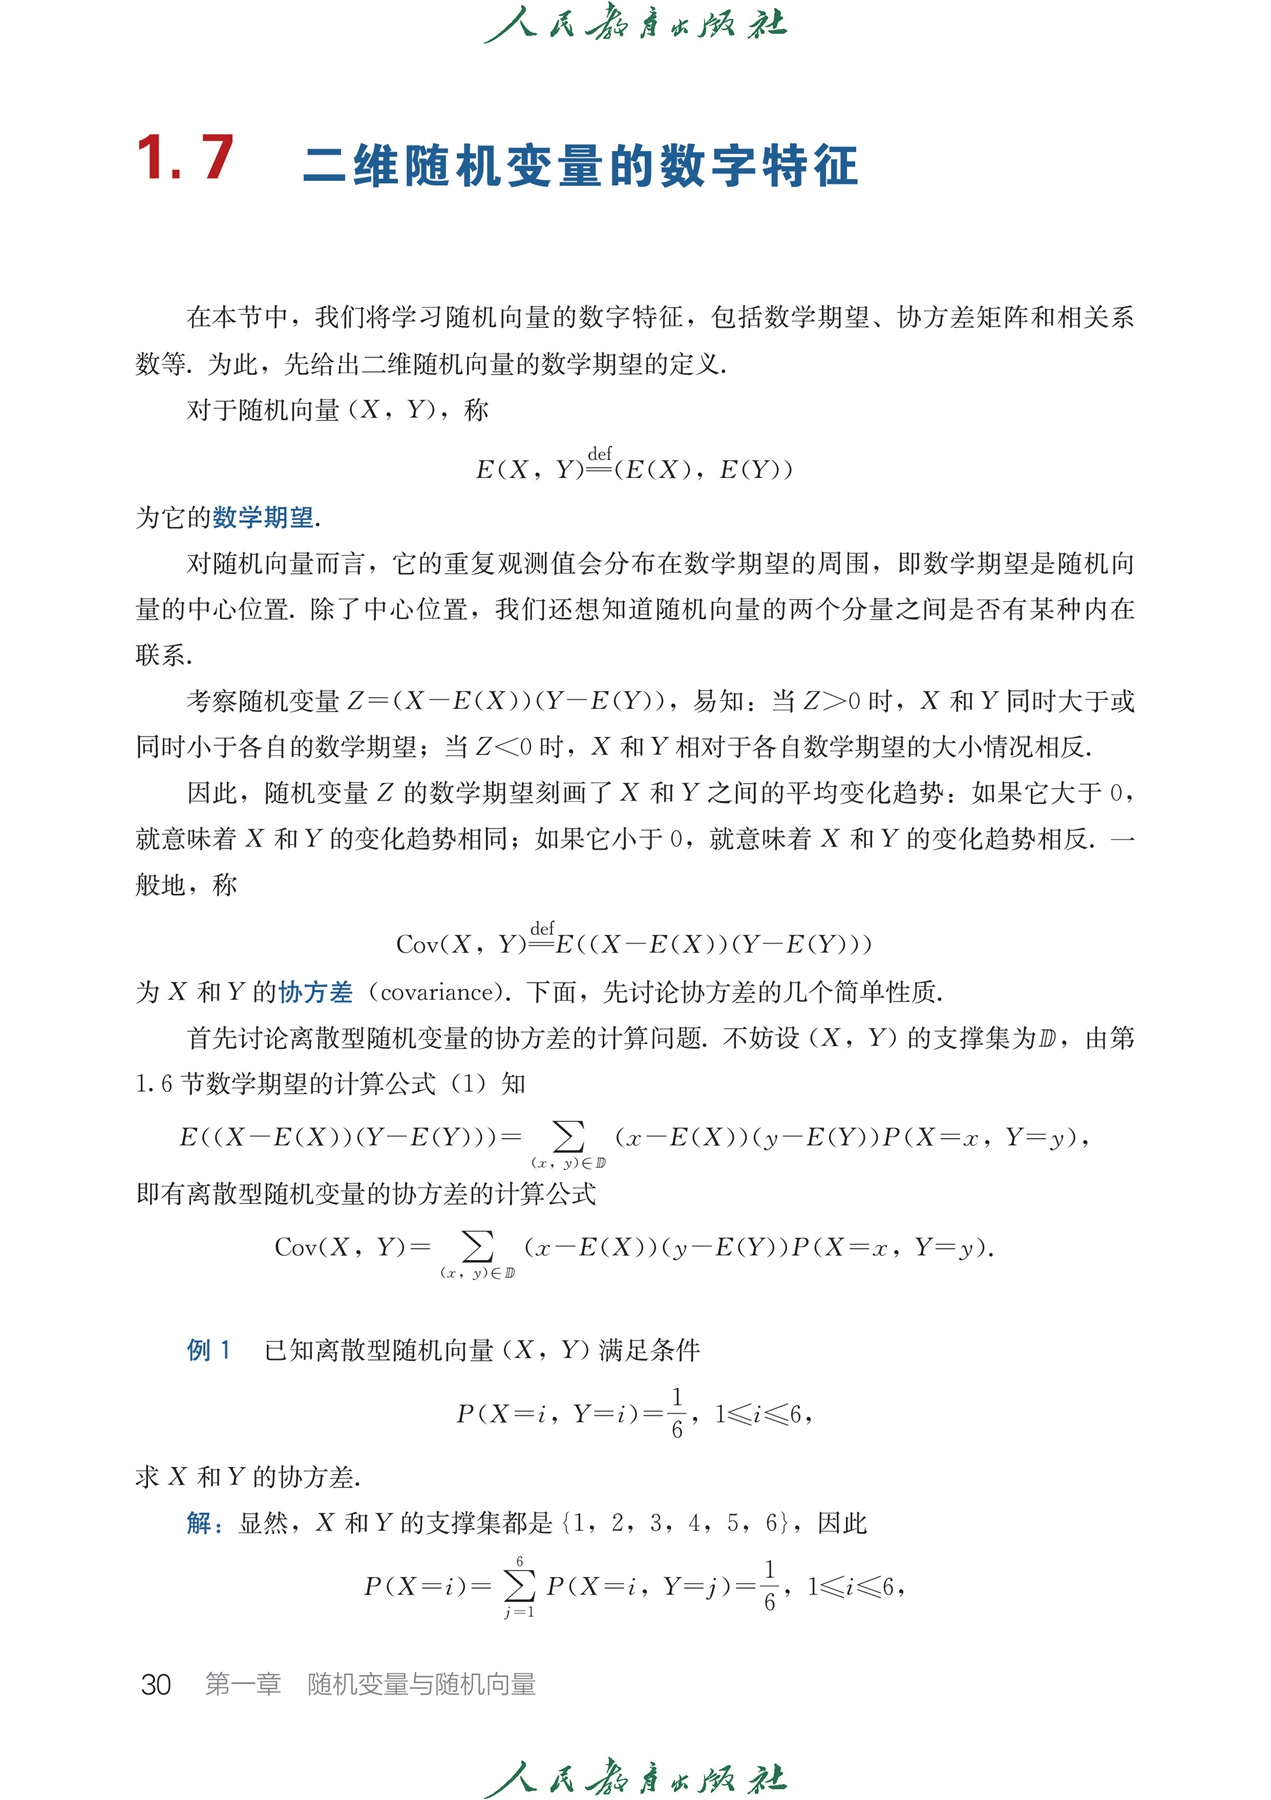 人民教育出版社
1.7 二维随机变量的数字特征
在本节中，我们将学习随机向量的数字特征，包括数学期望、协方差矩阵和相关系
数等. 为此，先给出二维随机向量的数学期望的定义.
对于随机向量 (X，Y)，称
E(X，Y)\overset{def}{=}(E(X)，E(Y))
为它的数学期望.
对随机向量而言，它的重复观测值会分布在数学期望的周围，即数学期望是随机向
量的中心位置. 除了中心位置，我们还想知道随机向量的两个分量之间是否有某种内在
联系.
考察随机变量 Z=(X-E(X))(Y-E(Y))，易知：当 Z>0 时，X 和 Y 同时大于或
同时小于各自的数学期望；当 Z<0 时，X 和 Y 相对于各自数学期望的大小情况相反.
因此，随机变量 Z 的数学期望刻画了 X 和 Y 之间的平均变化趋势：如果它大于 0，
就意味着 X 和 Y 的变化趋势相同；如果它小于 0，就意味着 X 和 Y 的变化趋势相反. 一
般地，称
Cov(X，Y)\overset{def}{=}E((X-E(X))(Y-E(Y)))
为 X 和 Y 的协方差（covariance）. 下面，先讨论协方差的几个简单性质.
首先讨论离散型随机变量的协方差的计算问题. 不妨设 (X，Y) 的支撑集为𝔻，由第
1.6 节数学期望的计算公式（1）知
E((X-E(X))(Y-E(Y)))=\sum_{(x，y)∈𝔻}(x-E(X))(y-E(Y))P(X=x，Y=y)，
即有离散型随机变量的协方差的计算公式
Cov(X，Y)=\sum_{(x，y)∈𝔻}(x-E(X))(y-E(Y))P(X=x，Y=y).
例 1 已知离散型随机向量 (X，Y) 满足条件
P(X=i，Y=i)=\frac{1}{6}，1≤i≤6，
求 X 和 Y 的协方差.
解：显然，X 和 Y 的支撑集都是 {1，2，3，4，5，6}，因此
P(X=i)=\sum_{j=1}^{6}P(X=i，Y=j)=\frac{1}{6}，1≤i≤6，
30 第一章 随机变量与随机向量
人民教育出版社